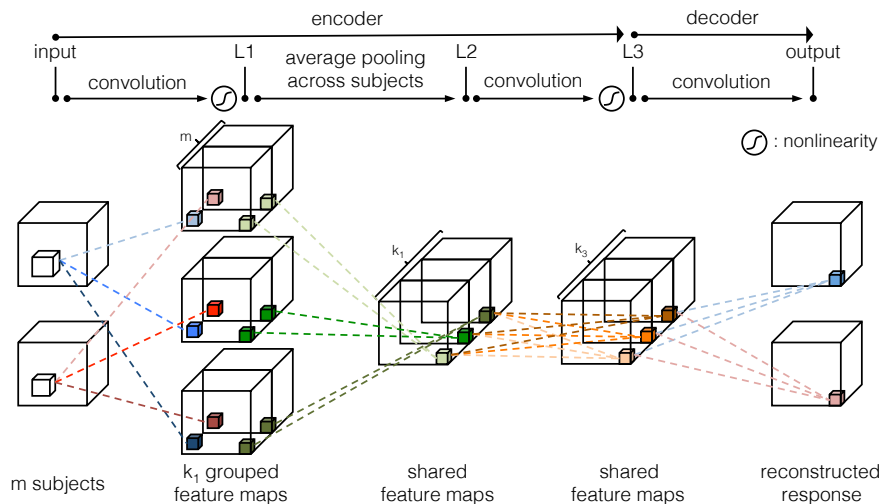 encoder
decoder
input
L1
average pooling
across subjects
L2
L3
output
convolution
convolution
convolution
: nonlinearity
m
k₁
k₃
m subjects
k₁ grouped
feature maps
shared
feature maps
shared
feature maps
reconstructed
response